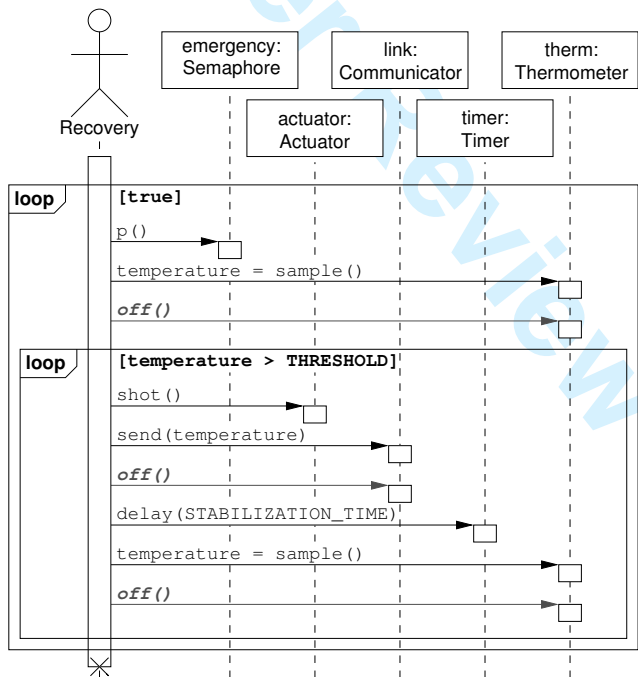 emergency:
Semaphore
link:
Communicator
therm:
Thermometer
Recovery
actuator:
Actuator
timer:
Timer
loop
[true]
p()
temperature = sample()
off()
loop
[temperature > THRESHOLD]
shot()
send(temperature)
off()
delay(STABILIZATION_TIME)
temperature = sample()
off()
Review